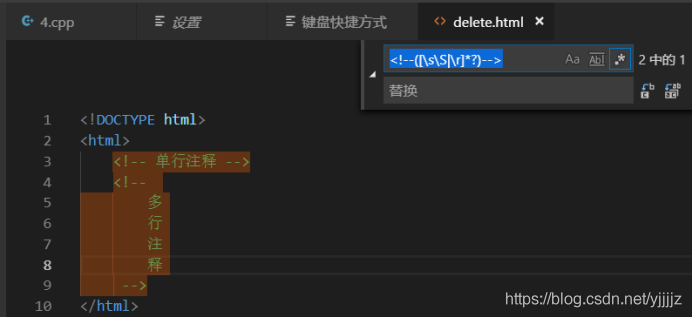 4.cpp 设置 键盘快捷方式 delete.html ×
<!--([\s\S|\r]*?)--> Aa Abl .* 2 中的 1
替换
1 <!DOCTYPE html>
2 <html>
3 <!-- 单行注释 -->
4 <!--
5 多
6 行
7 注
8 释
9 -->
10 </html>
https://blog.csdn.net/yjjjjz